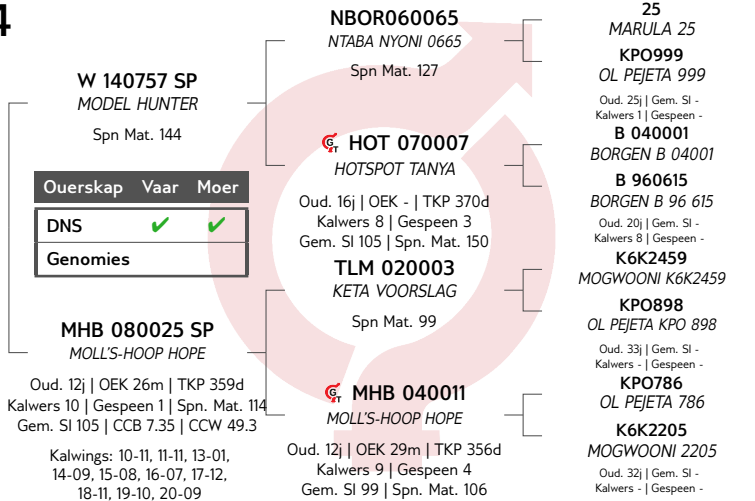 4
W 140757 SP
MODEL HUNTER
Spn Mat. 144
Ouerskap Vaar Moer
DNS ✔ ✔
Genomies
MHB 080025 SP
MOLL'S-HOOP HOPE
Oud. 12j | OEK 26m | TKP 359d
Kalwers 10 | Gespeen 1 | Spn. Mat. 114
Gem. SI 105 | CCB 7.35 | CCW 49.3
Kalwings: 10-11, 11-11, 13-01,
14-09, 15-08, 16-07, 17-12,
18-11, 19-10, 20-09
NBOR060065
NTABA NYONI 0665
Spn Mat. 127
GT HOT 070007
HOTSPOT TANYA
Oud. 16j | OEK - | TKP 370d
Kalwers 8 | Gespeen 3
Gem. SI 105 | Spn. Mat. 150
TLM 020003
KETA VOORSLAG
Spn Mat. 99
GT MHB 040011
MOLL'S-HOOP HOPE
Oud. 12j | OEK 29m | TKP 356d
Kalwers 9 | Gespeen 4
Gem. SI 99 | Spn. Mat. 106
25
MARULA 25
KPO999
OL PEJETA 999
Oud. 25j | Gem. SI -
Kalwers 1 | Gespeen -
B 040001
BORGEN B 04001
B 960615
BORGEN B 96 615
Oud. 20j | Gem. SI -
Kalwers 8 | Gespeen -
K6K2459
MOGWOONI K6K2459
KPO898
OL PEJETA KPO 898
Oud. 33j | Gem. SI -
Kalwers - | Gespeen -
KPO786
OL PEJETA 786
K6K2205
MOGWOONI 2205
Oud. 32j | Gem. SI -
Kalwers - | Gespeen -